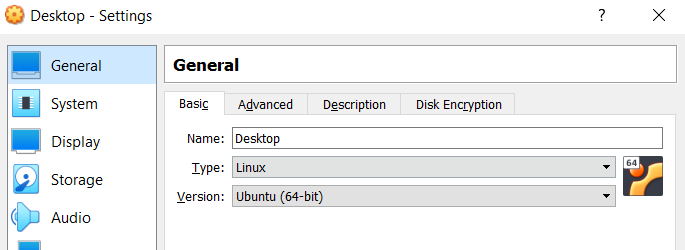 Desktop - Settings ?
General
System
Display
Storage
Audio
General
Basic Advanced Description Disk Encryption
Name: Desktop
Type: Linux
Version: Ubuntu (64-bit)
64